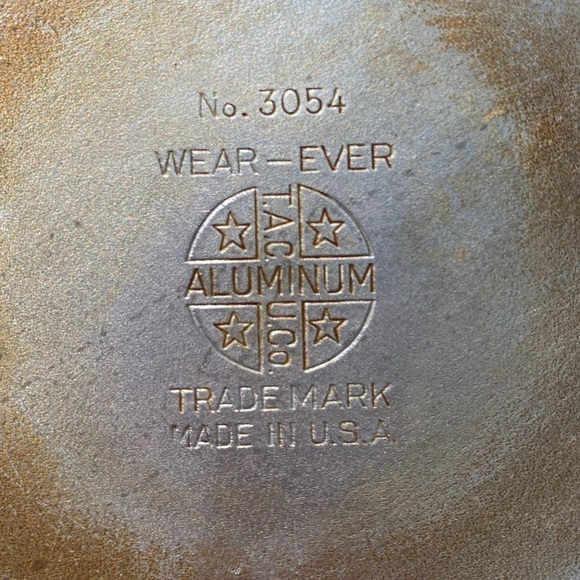 No. 3054
WEAR-EVER
T.A.C.
ALUMINUM
U.Co.
TRADE MARK
MADE IN U.S.A.